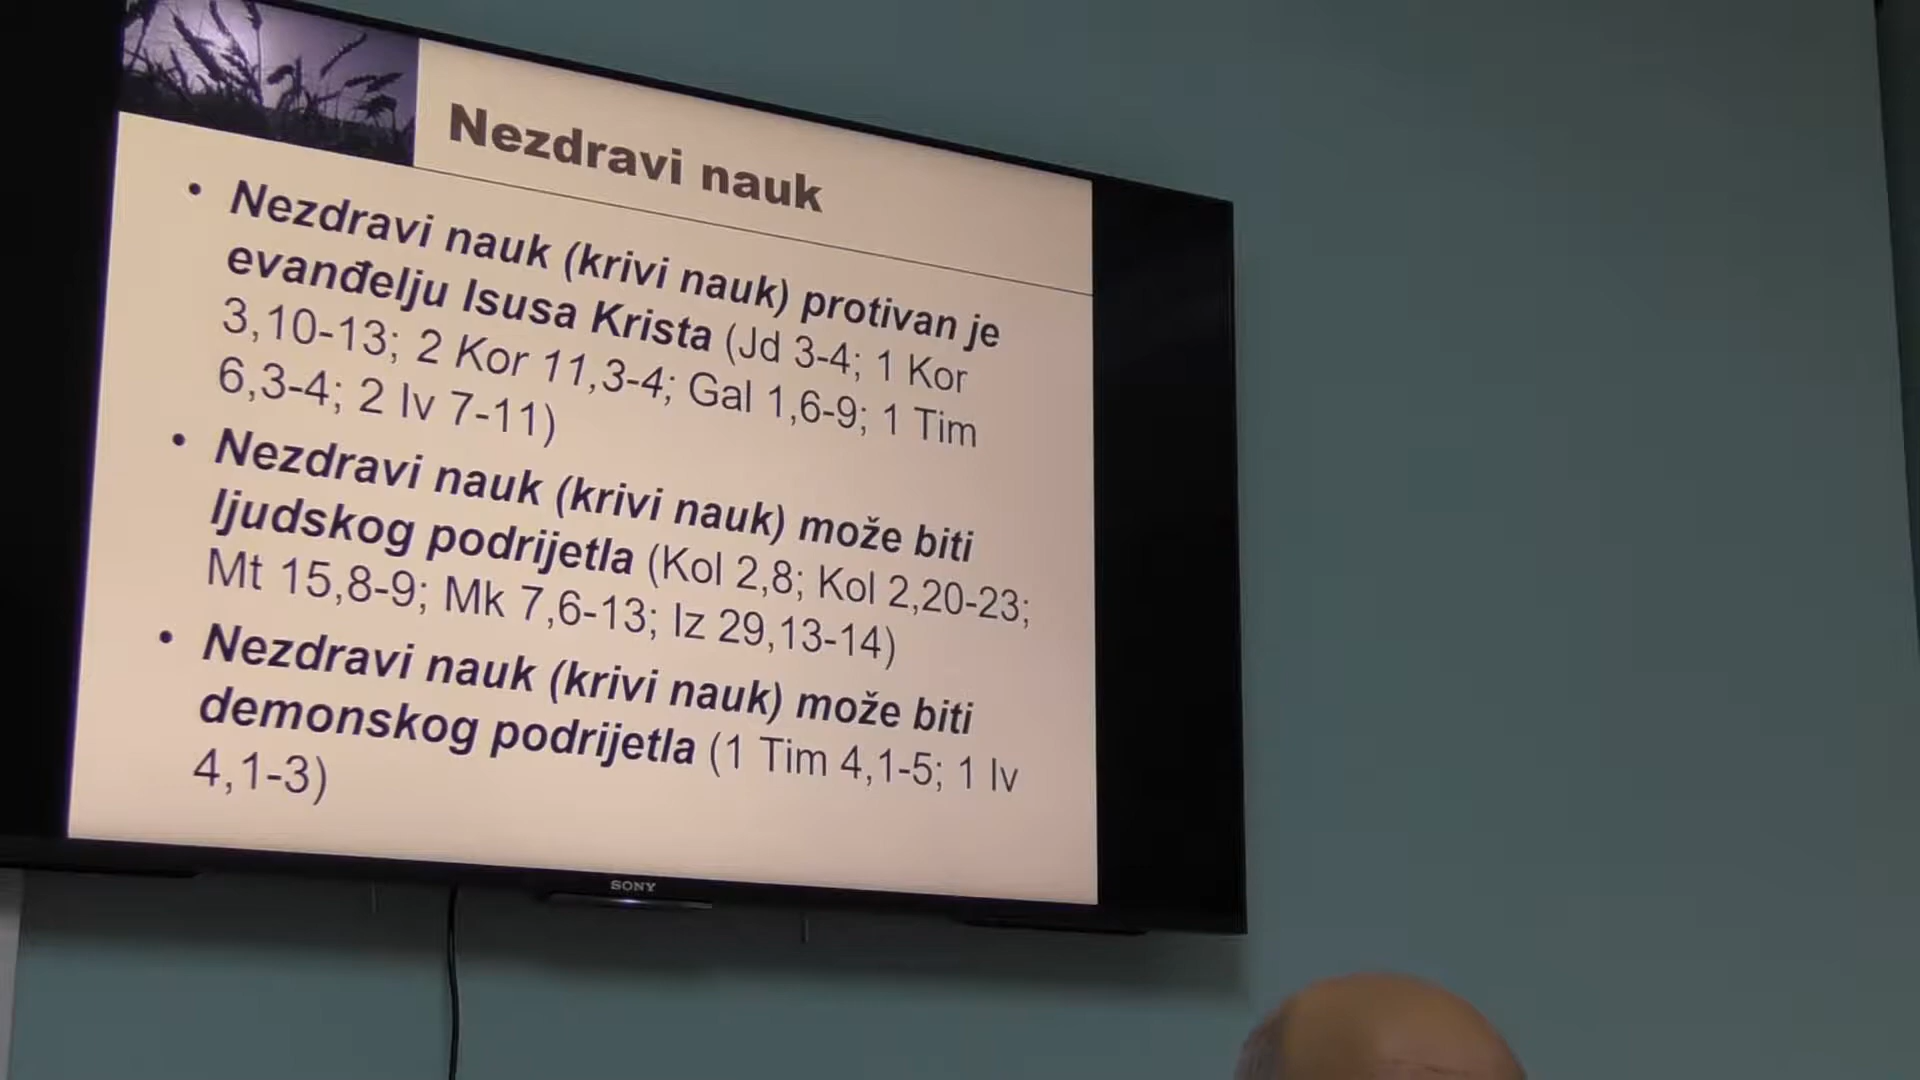 Nezdravi nauk
• Nezdravi nauk (krivi nauk) protivan je
evanđelju Isusa Krista (Jd 3-4; 1 Kor
3,10-13; 2 Kor 11,3-4; Gal 1,6-9; 1 Tim
6,3-4; 2 Iv 7-11)
• Nezdravi nauk (krivi nauk) može biti
ljudskog podrijetla (Kol 2,8; Kol 2,20-23;
Mt 15,8-9; Mk 7,6-13; Iz 29,13-14)
• Nezdravi nauk (krivi nauk) može biti
demonskog podrijetla (1 Tim 4,1-5; 1 Iv
4,1-3)
SONY